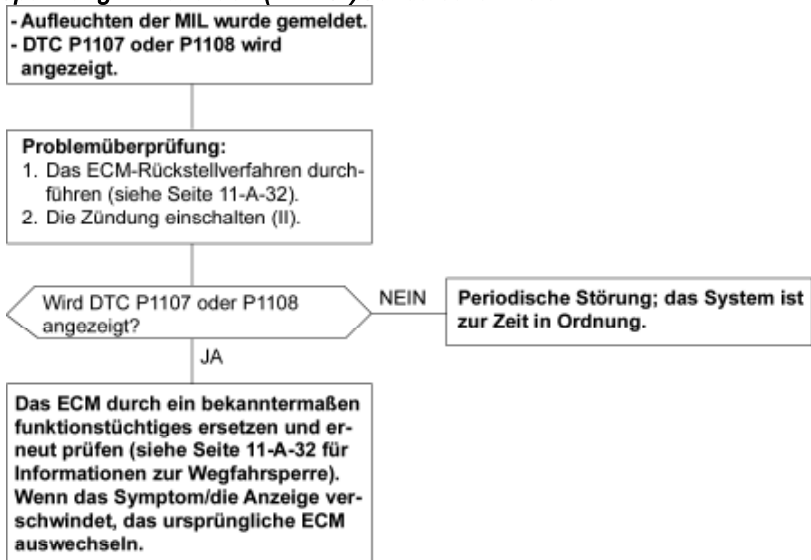 - Aufleuchten der MIL wurde gemeldet.
- DTC P1107 oder P1108 wird
angezeigt.
Problemüberprüfung:
1. Das ECM-Rückstellverfahren durch-
führen (siehe Seite 11-A-32).
2. Die Zündung einschalten (II).
Wird DTC P1107 oder P1108
angezeigt?
NEIN
Periodische Störung; das System ist
zur Zeit in Ordnung.
JA
Das ECM durch ein bekanntermaßen
funktionstüchtiges ersetzen und er-
neut prüfen (siehe Seite 11-A-32 für
Informationen zur Wegfahrsperre).
Wenn das Symptom/die Anzeige ver-
schwindet, das ursprüngliche ECM
auswechseln.